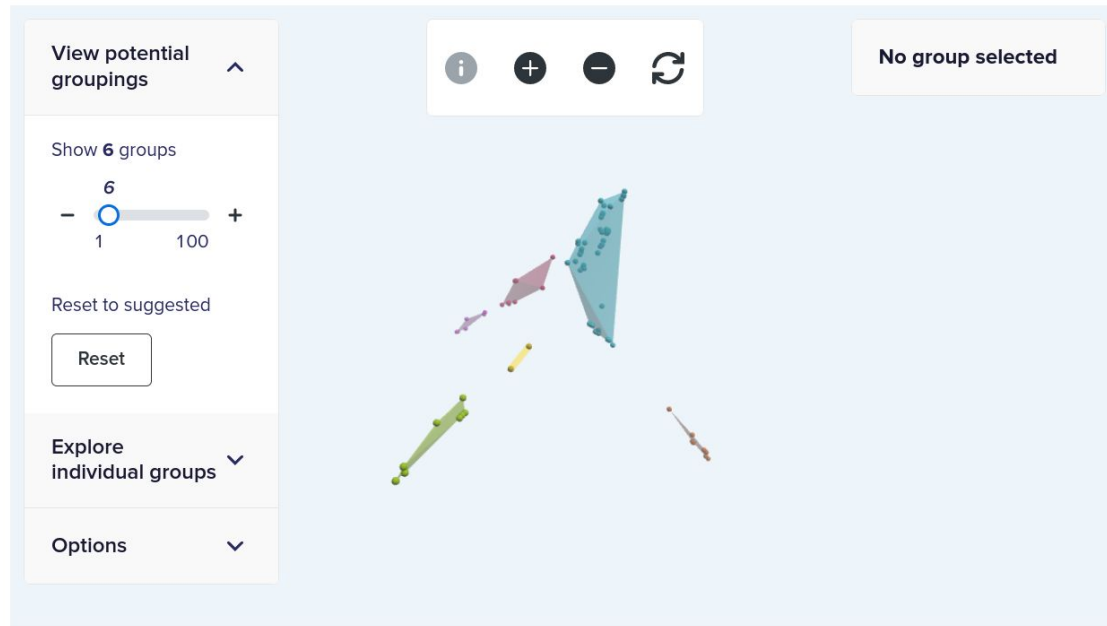 View potential
groupings
Show 6 groups
6
− +
1 100
Reset to suggested
Reset
Explore
individual groups
Options
No group selected